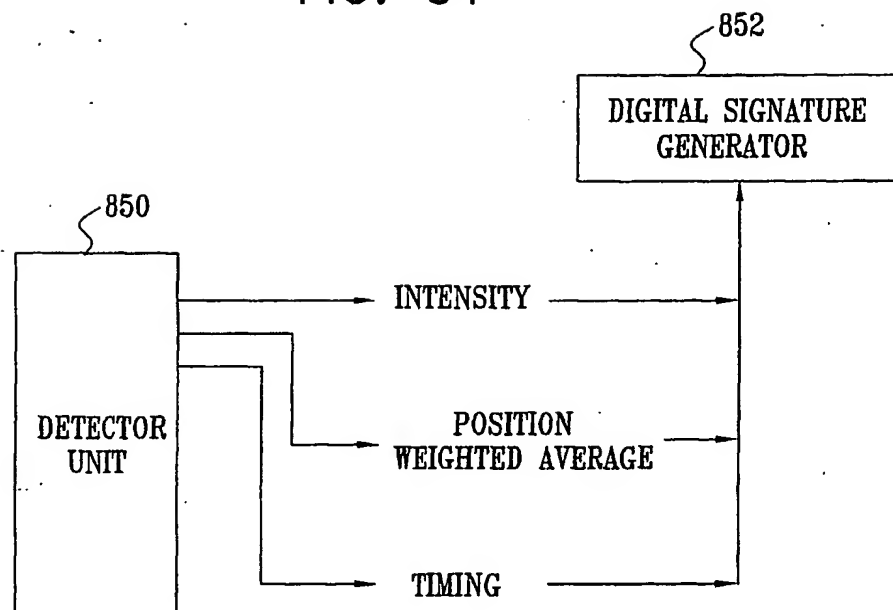 852
DIGITAL SIGNATURE
GENERATOR
850
INTENSITY
DETECTOR
UNIT
POSITION
WEIGHTED AVERAGE
TIMING